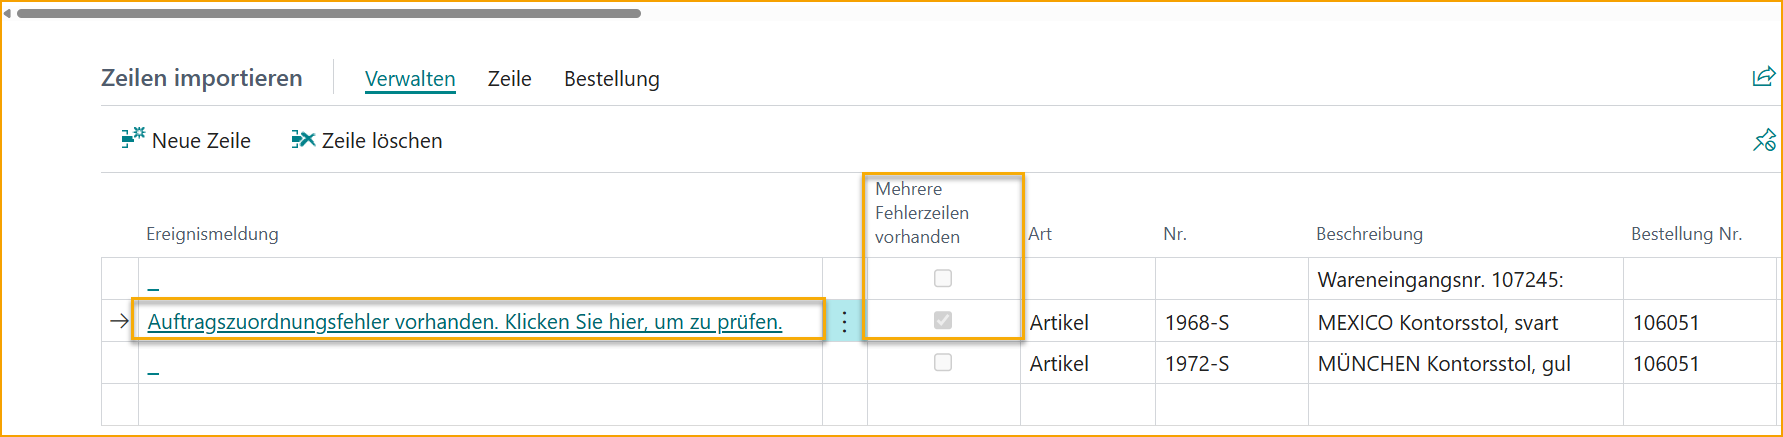 Zeilen importieren Verwalten Zeile Bestellung
Neue Zeile Zeile löschen
Ereignismeldung Mehrere Fehlerzeilen vorhanden Art Nr. Beschreibung Bestellung Nr.
_ Wareneingangsnr. 107245:
Auftragszuordnungsfehler vorhanden. Klicken Sie hier, um zu prüfen. Artikel 1968-S MEXICO Kontorsstol, svart 106051
_ Artikel 1972-S MÜNCHEN Kontorsstol, gul 106051